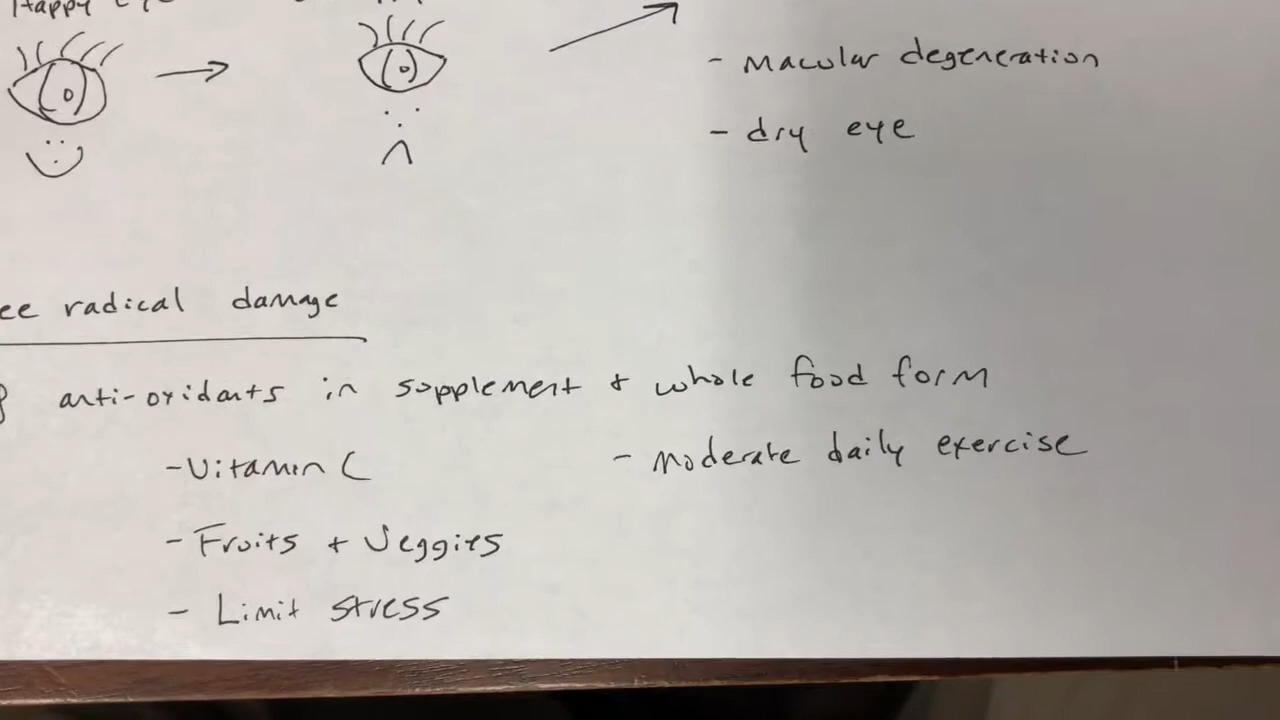 Happy
- macular degeneration
- dry eye
ee radical damage
anti-oxidants in supplement + whole food form
- Vitamin C
- moderate daily exercise
- Fruits + Veggies
- Limit stress